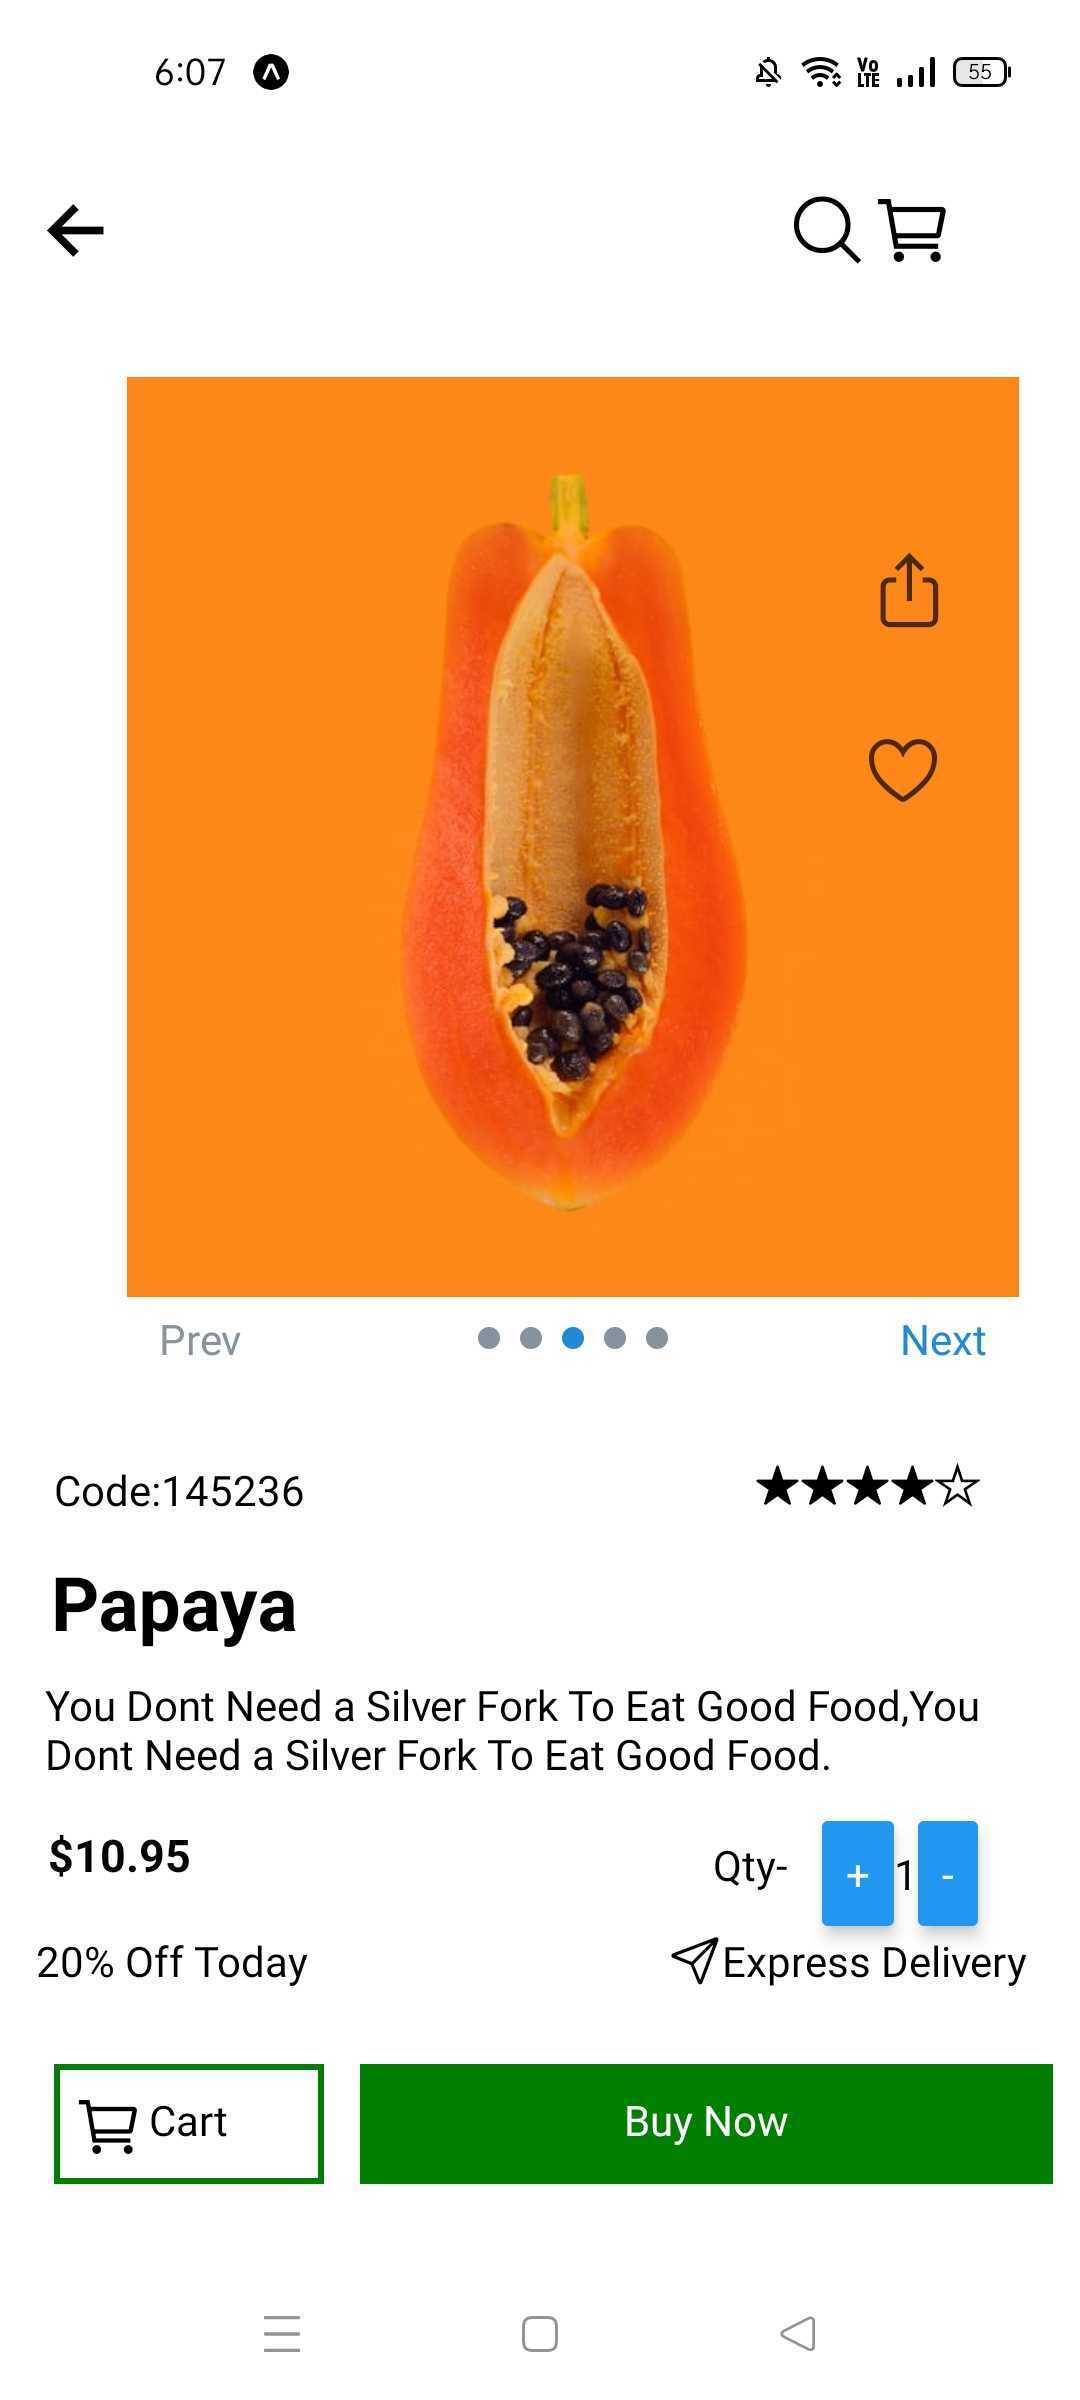 6:07
Vo
LTE
55
Prev
Next
Code:145236
★★★★☆
Papaya
You Dont Need a Silver Fork To Eat Good Food,You
Dont Need a Silver Fork To Eat Good Food.
$10.95
Qty-
+
1
-
20% Off Today
Express Delivery
Cart
Buy Now